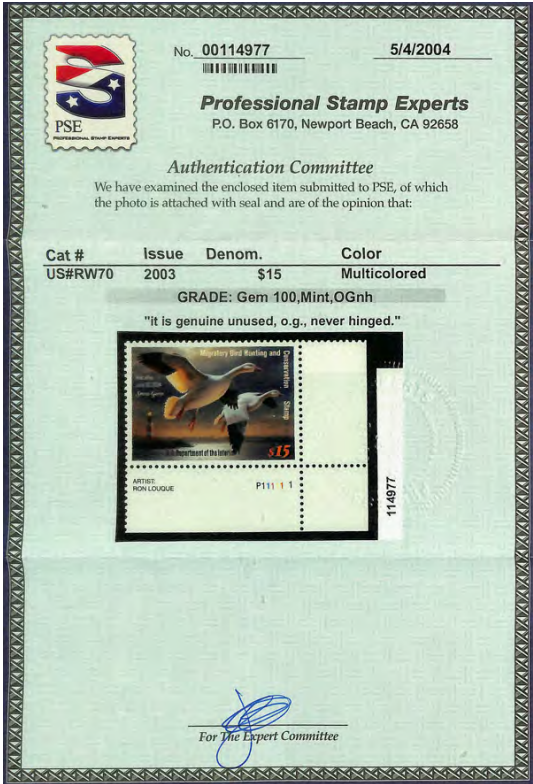 No. 00114977
5/4/2004
PSE
PROFESSIONAL STAMP EXPERTS
Professional Stamp Experts
P.O. Box 6170, Newport Beach, CA 92658
Authentication Committee
We have examined the enclosed item submitted to PSE, of which
the photo is attached with seal and are of the opinion that:
Cat # Issue Denom. Color
US#RW70 2003 $15 Multicolored
GRADE: Gem 100,Mint,OGnh
"it is genuine unused, o.g., never hinged."
Migratory Bird Hunting and
Conservation Stamp
U.S. Department of the Interior
$15
ARTIST:
RON LOUQUE
P11111
114977
For The Expert Committee